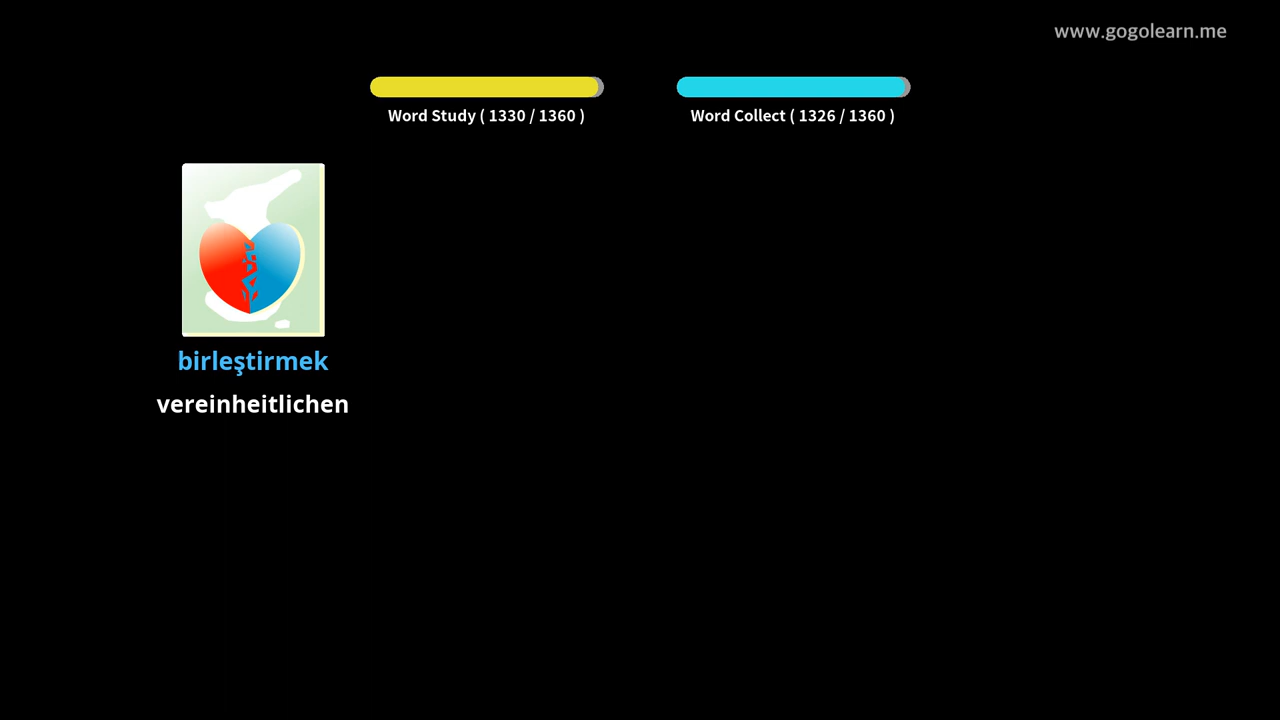 www.gogolearn.me
Word Study ( 1330 / 1360 )
Word Collect ( 1326 / 1360 )
birleştirmek
vereinheitlichen